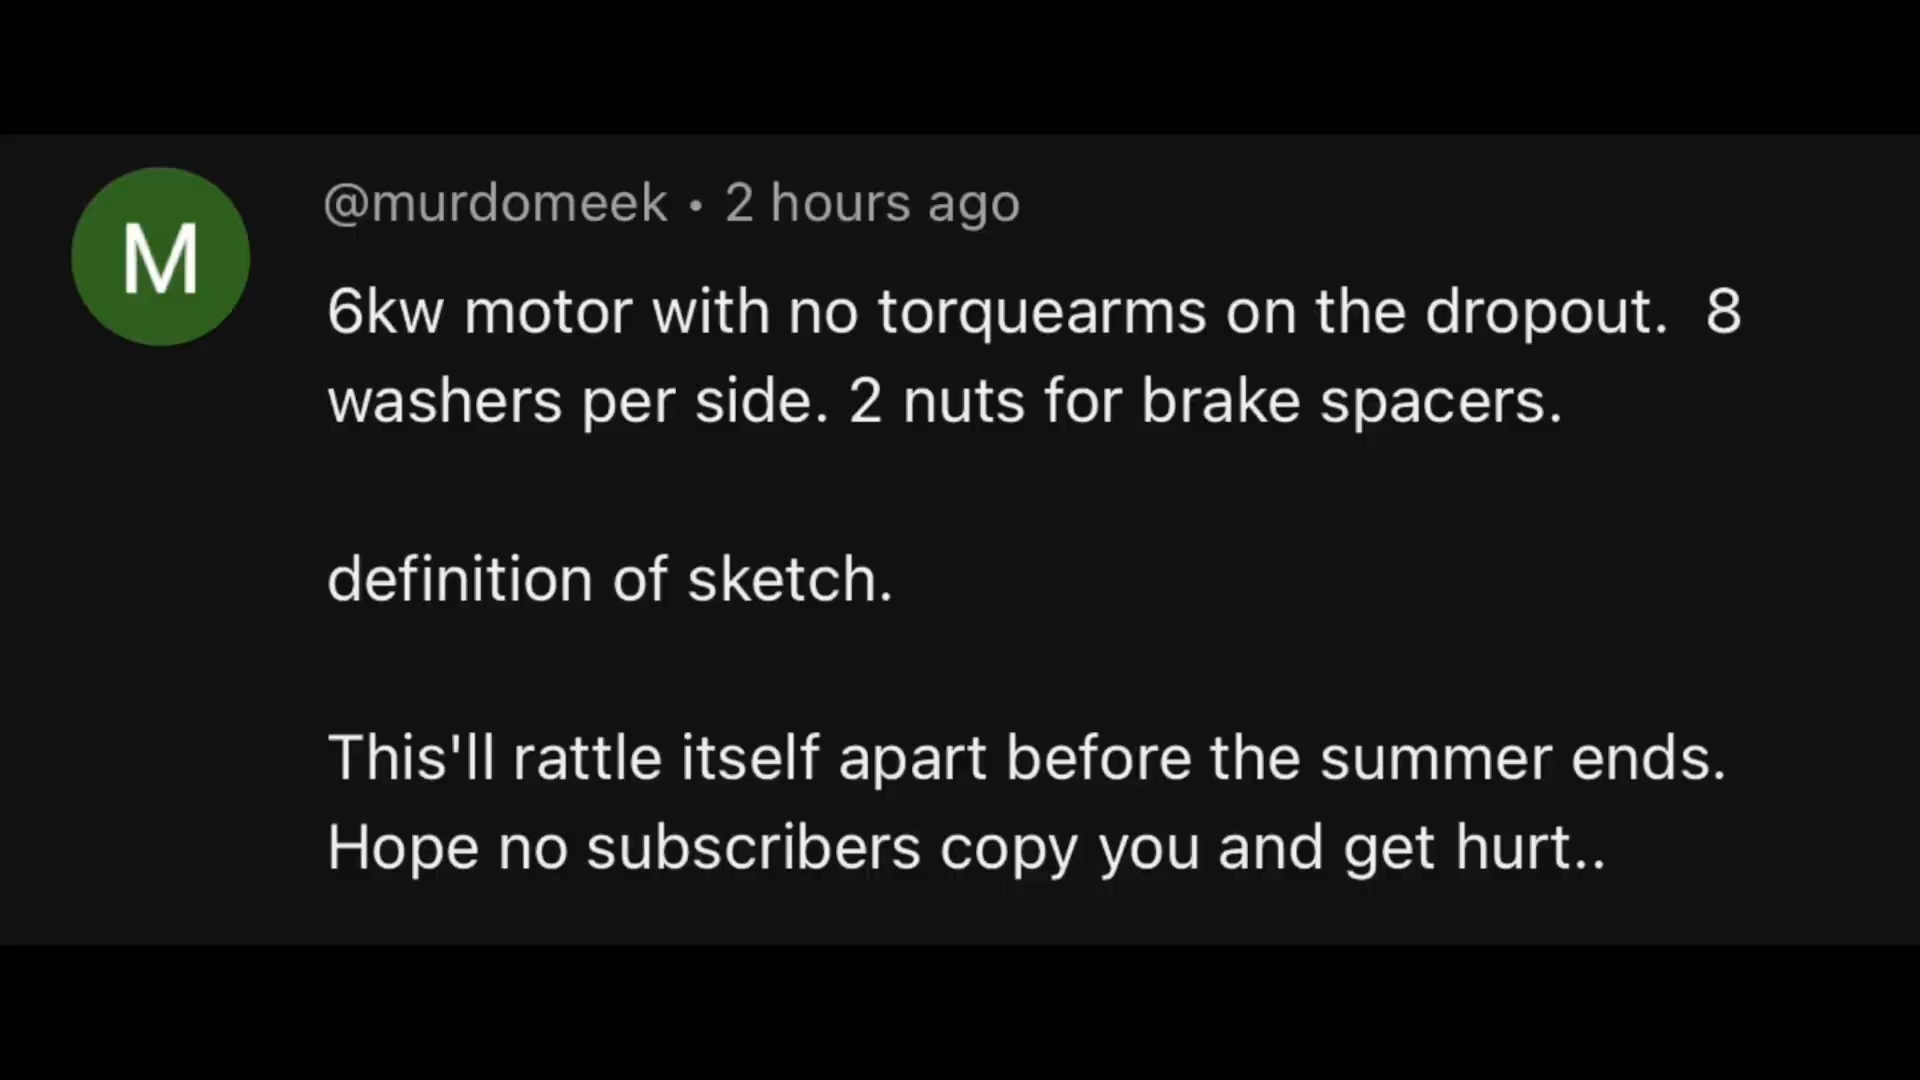 M
@murdomeek • 2 hours ago
6kw motor with no torquearms on the dropout.  8
washers per side. 2 nuts for brake spacers.
definition of sketch.
This'll rattle itself apart before the summer ends.
Hope no subscribers copy you and get hurt..